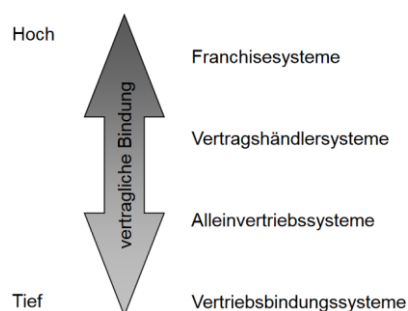 Hoch
Franchisesysteme
vertragliche Bindung
Vertragshändlersysteme
Alleinvertriebssysteme
Tief
Vertriebsbindungssysteme